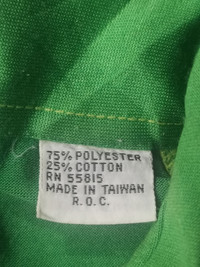 75% POLYESTER
25% COTTON
RN 55815
MADE IN TAIWAN
R.O.C.